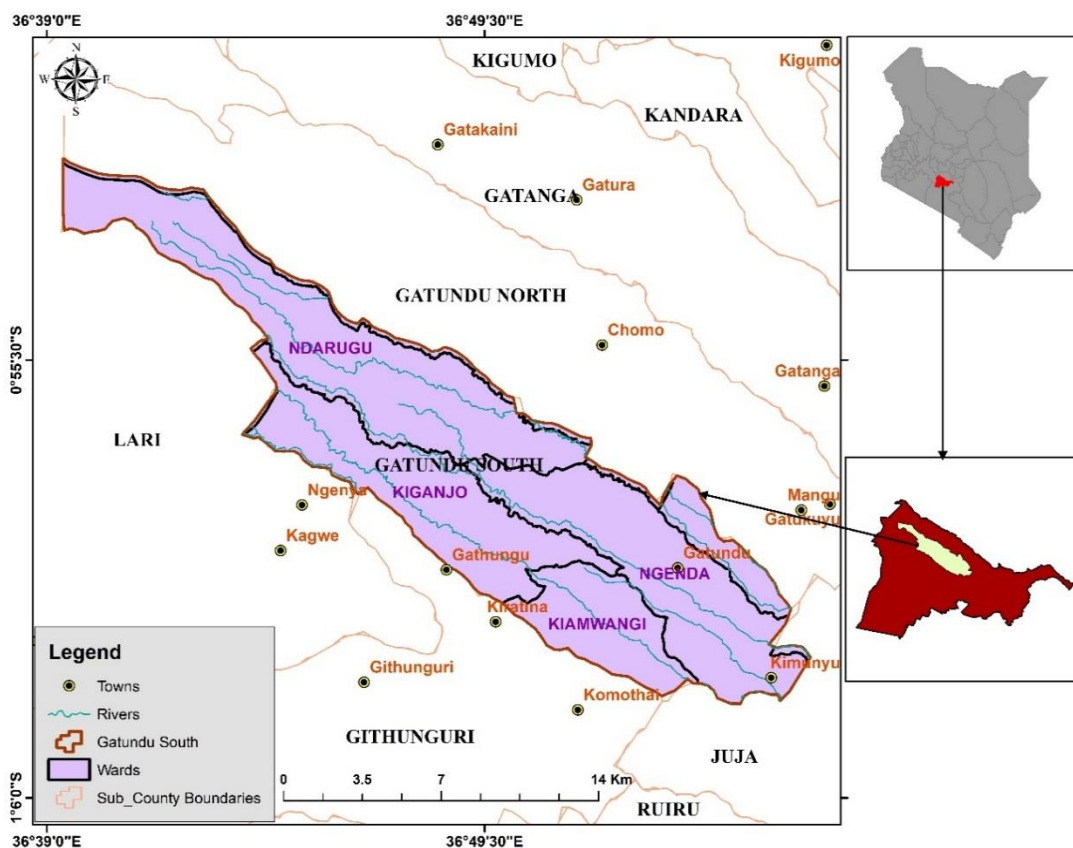 36°39'0"E
36°49'30"E
N
W
E
S
KIGUMO
Kigumo
KANDARA
Gatakaini
GATANGA
Gatura
GATUNDU NORTH
Chomo
0°55'30"S
NDARUGU
Gatanga
LARI
GATUNDU SOUTH
KIGANJO
Ngenya
Mangu
Gatukuyu
Kagwe
Gathungu
Gatundu
NGENDA
Kiratina
KIAMWANGI
Githunguri
Kimunyu
Komothai
GITHUNGURI
JUJA
RUIRU
Legend
Towns
Rivers
Gatundu South
Wards
Sub_County Boundaries
0 3.5 7 14 Km
1°6'0"S
36°39'0"E
36°49'30"E